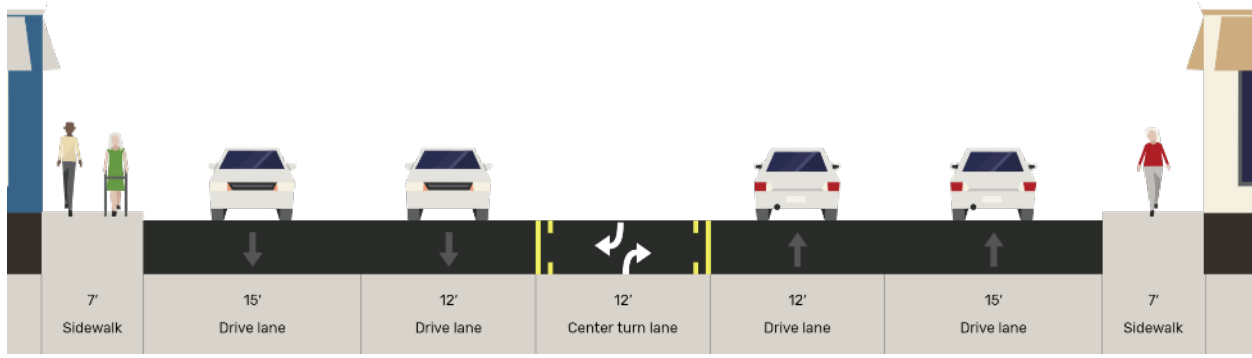 7′
Sidewalk
15′
Drive lane
12′
Drive lane
12′
Center turn lane
12′
Drive lane
15′
Drive lane
7′
Sidewalk